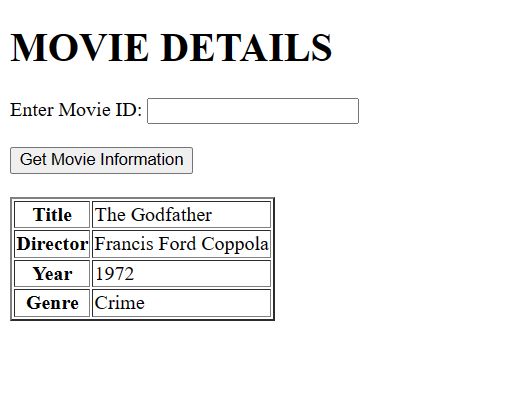 MOVIE DETAILS
Enter Movie ID:
Get Movie Information
Title The Godfather
Director Francis Ford Coppola
Year 1972
Genre Crime